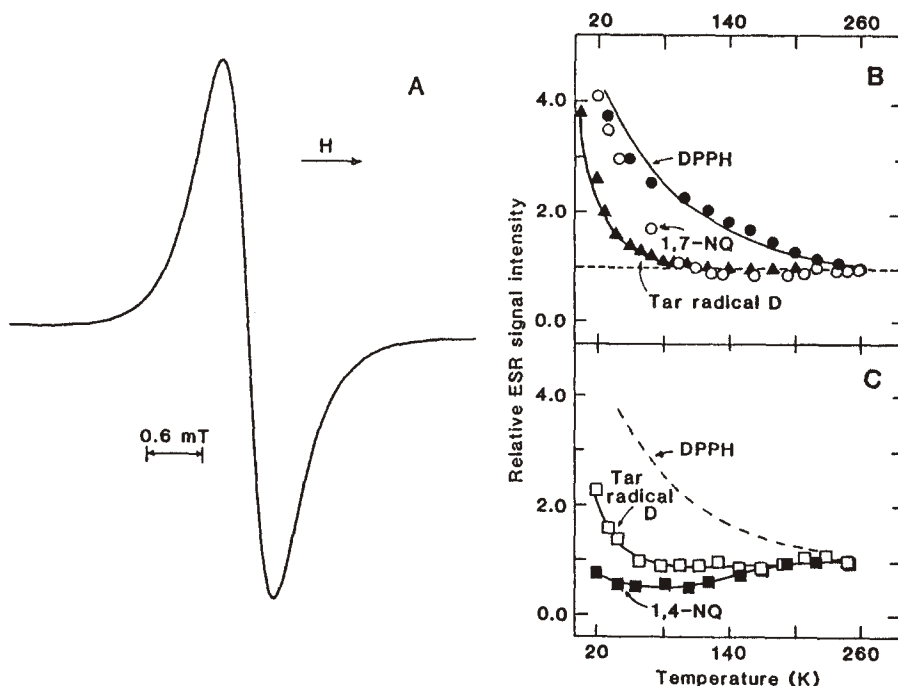 A
H
0.6 mT
20 140 260
B
4.0
DPPH
2.0
1,7-NQ
Tar radical D
0.0
Relative ESR signal intensity
C
4.0
DPPH
Tar
radical
D
2.0
1,4-NQ
0.0
20 140 260
Temperature (K)